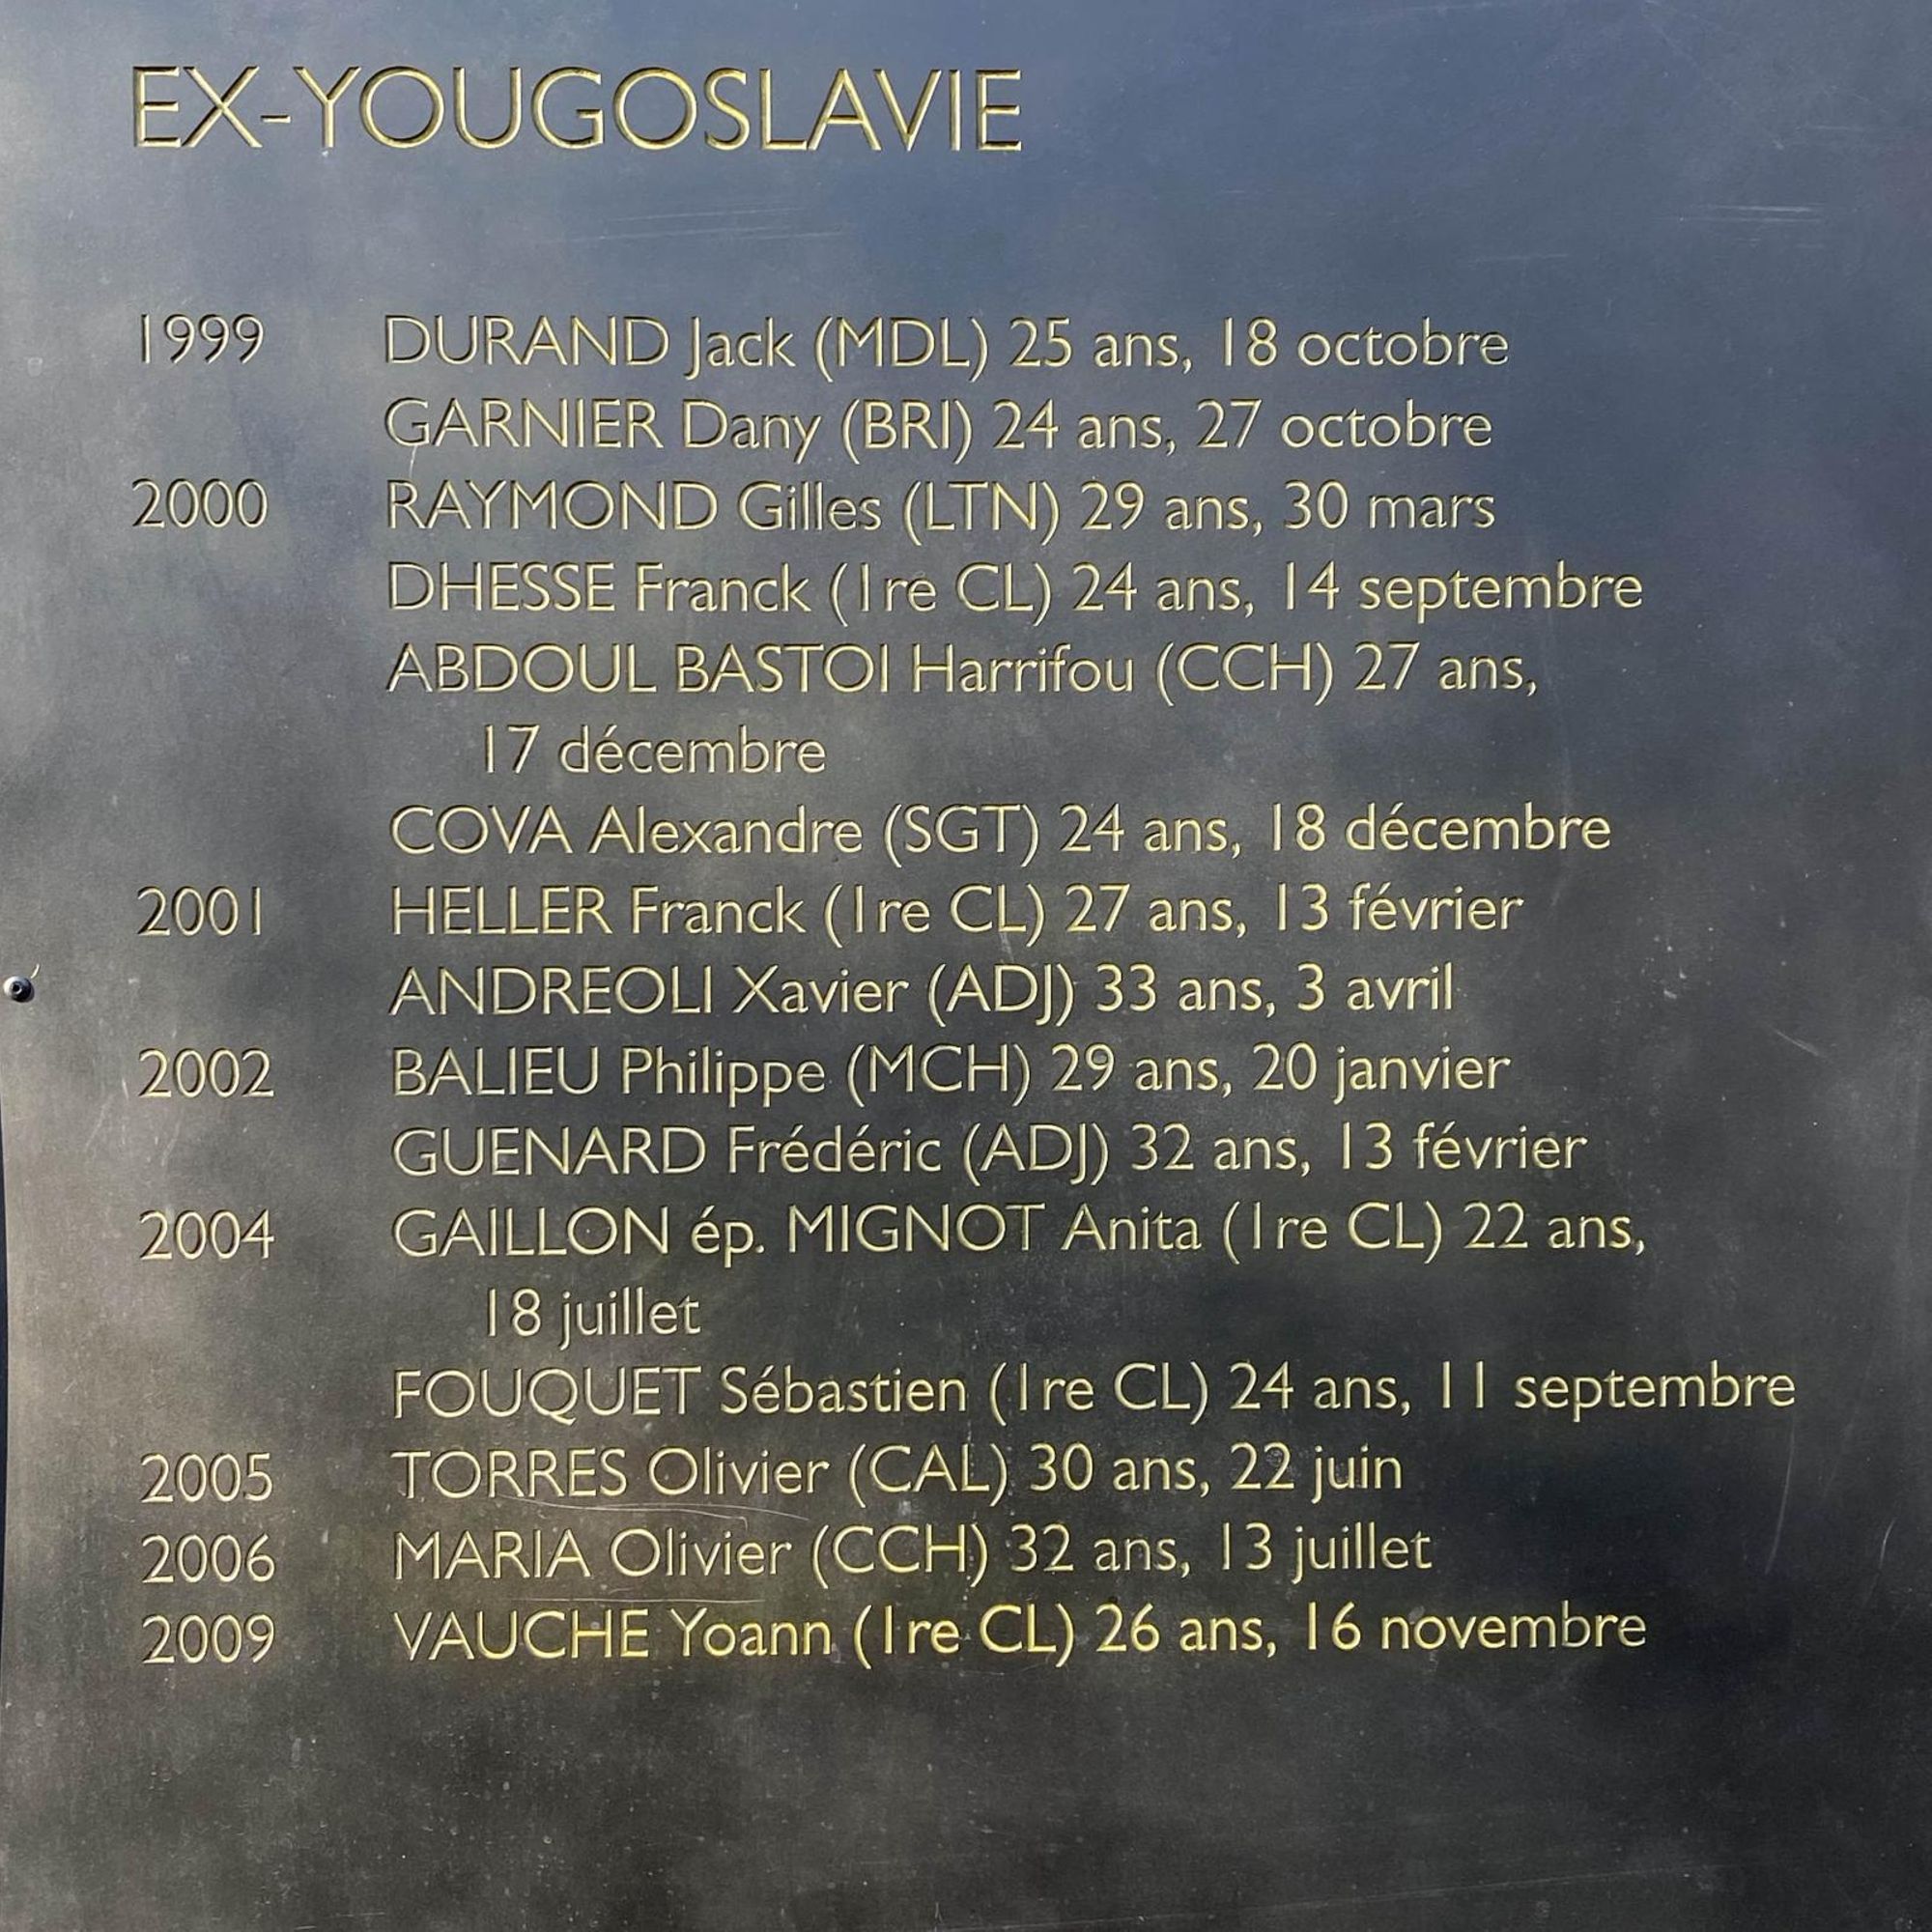 EX-YOUGOSLAVIE
1999 DURAND Jack (MDL) 25 ans, 18 octobre
GARNIER Dany (BRI) 24 ans, 27 octobre
2000 RAYMOND Gilles (LTN) 29 ans, 30 mars
DHESSE Franck (1re CL) 24 ans, 14 septembre
ABDOUL BASTOI Harrifou (CCH) 27 ans,
17 décembre
COVA Alexandre (SGT) 24 ans, 18 décembre
2001 HELLER Franck (1re CL) 27 ans, 13 février
ANDREOLI Xavier (ADJ) 33 ans, 3 avril
2002 BALIEU Philippe (MCH) 29 ans, 20 janvier
GUENARD Frédéric (ADJ) 32 ans, 13 février
2004 GAILLON ép. MIGNOT Anita (1re CL) 22 ans,
18 juillet
FOUQUET Sébastien (1re CL) 24 ans, 11 septembre
2005 TORRES Olivier (CAL) 30 ans, 22 juin
2006 MARIA Olivier (CCH) 32 ans, 13 juillet
2009 VAUCHE Yoann (1re CL) 26 ans, 16 novembre